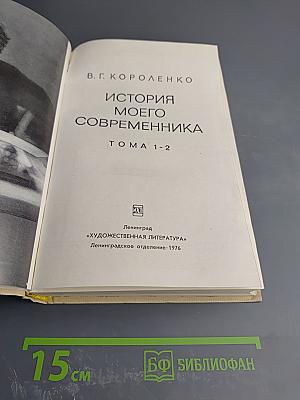 В. Г. КОРОЛЕНКО
ИСТОРИЯ
МОЕГО
СОВРЕМЕННИКА
ТОМА 1-2
Ленинград
«ХУДОЖЕСТВЕННАЯ ЛИТЕРАТУРА»
Ленинградское отделение·1976
15 см
БФ БИБЛИОФАН